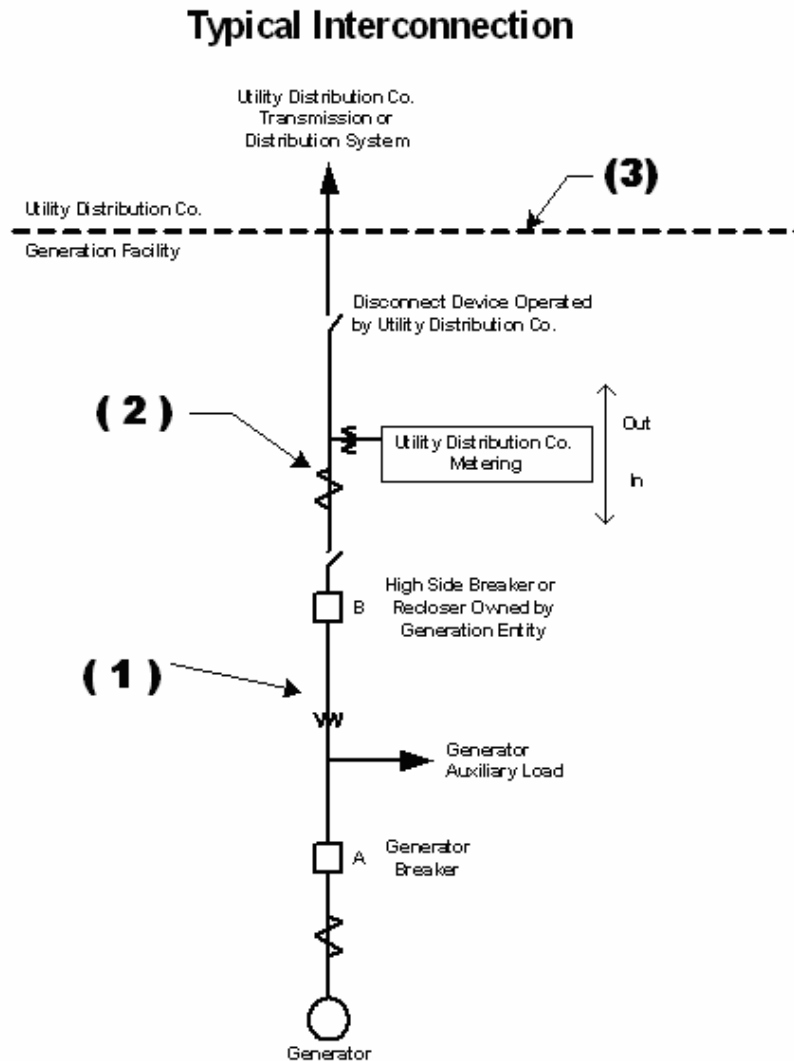 Typical Interconnection
Utility Distribution Co.
Transmission or
Distribution System
(3)
Utility Distribution Co.
Generation Facility
Disconnect Device Operated
by Utility Distribution Co.
( 2 )
Utility Distribution Co.
Metering
Out
In
B
High Side Breaker or
Recloser Owned by
Generation Entity
( 1 )
Generator
Auxiliary Load
A
Generator
Breaker
Generator